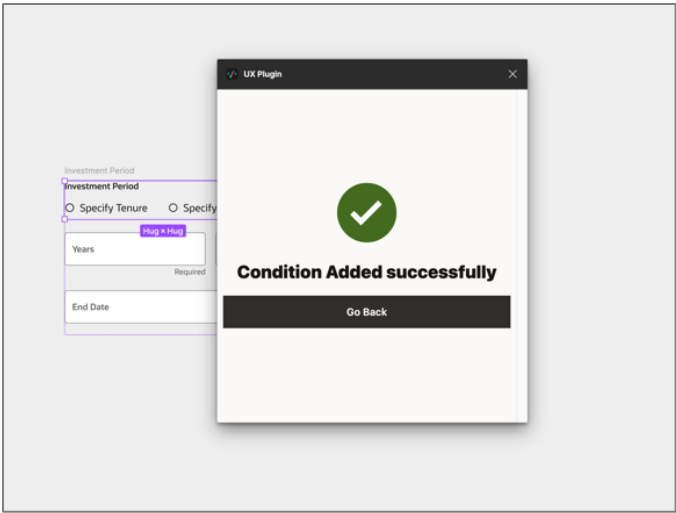 UX Plugin
Investment Period
Investment Period
Specify Tenure
Specify
Hug × Hug
Years
Required
End Date
Condition Added successfully
Go Back